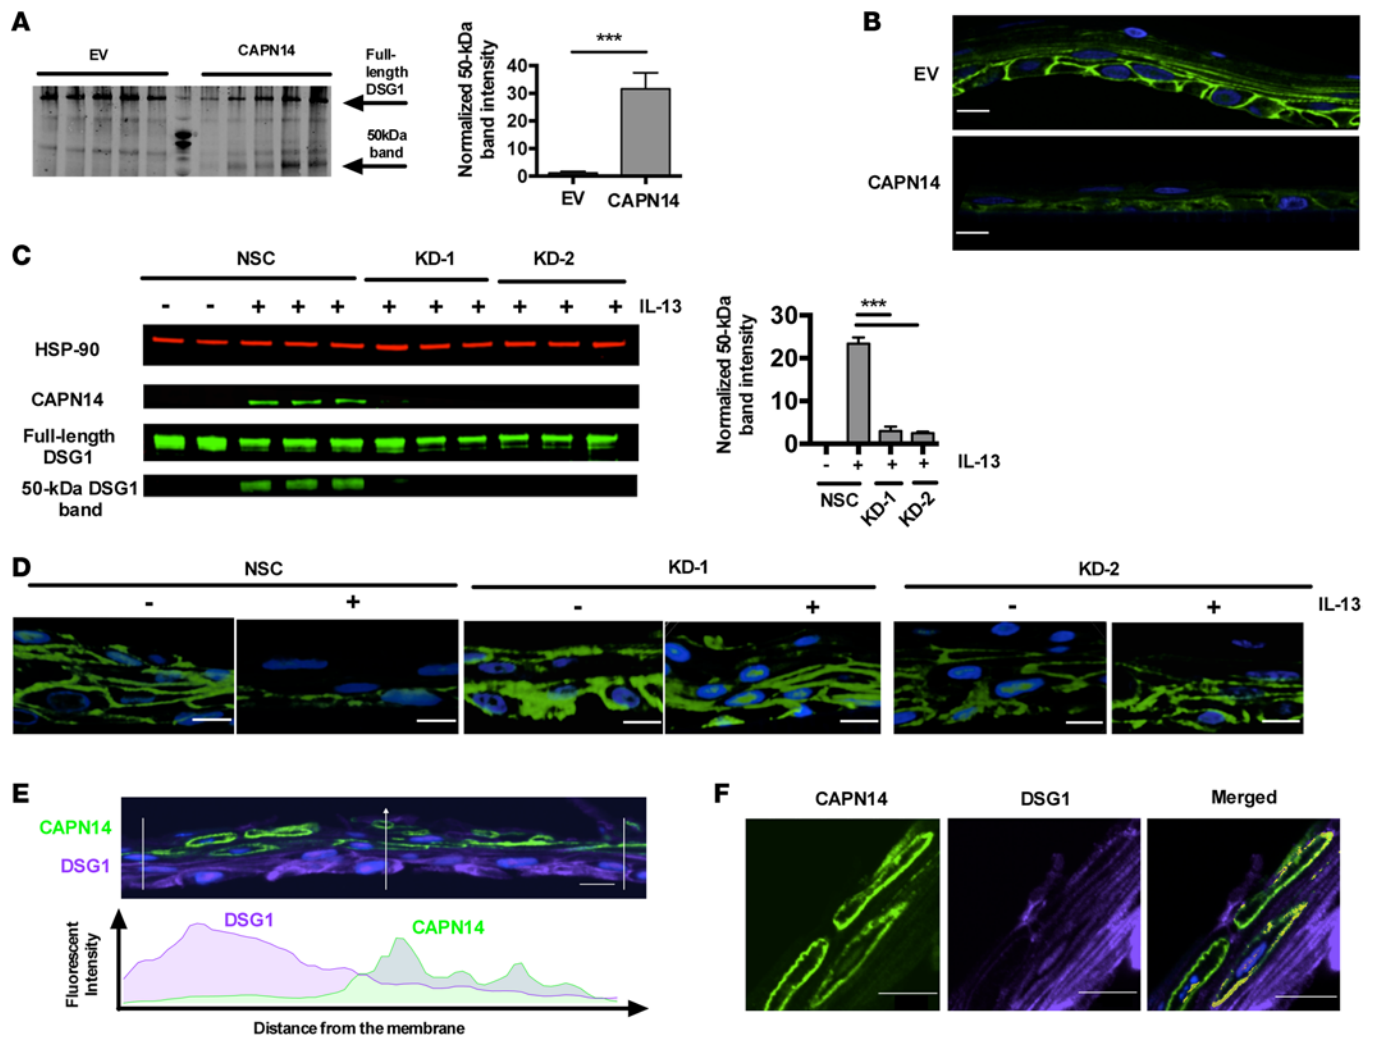 A
EV
CAPN14
Full-
length
DSG1
50kDa
band
Normalized 50-kDa
band intensity
40
30
20
10
0
***
EV
CAPN14
B
EV
CAPN14
C
NSC
KD-1
KD-2
- - + + + + + + + + + IL-13
HSP-90
CAPN14
Full-length
DSG1
50-kDa DSG1
band
Normalized 50-kDa
band intensity
30
20
10
0
***
- + + + IL-13
NSC
KD-1
KD-2
D
NSC
KD-1
KD-2
- + - + - + IL-13
E
CAPN14
DSG1
Fluorescent
Intensity
DSG1
CAPN14
Distance from the membrane
F
CAPN14
DSG1
Merged